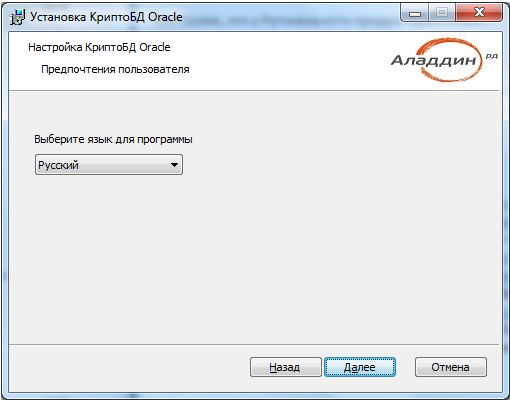 Установка КриптоБД Oracle
Настройка КриптоБД Oracle
Предпочтения пользователя
Аладдин РД
Выберите язык для программы
Русский
Назад
Далее
Отмена